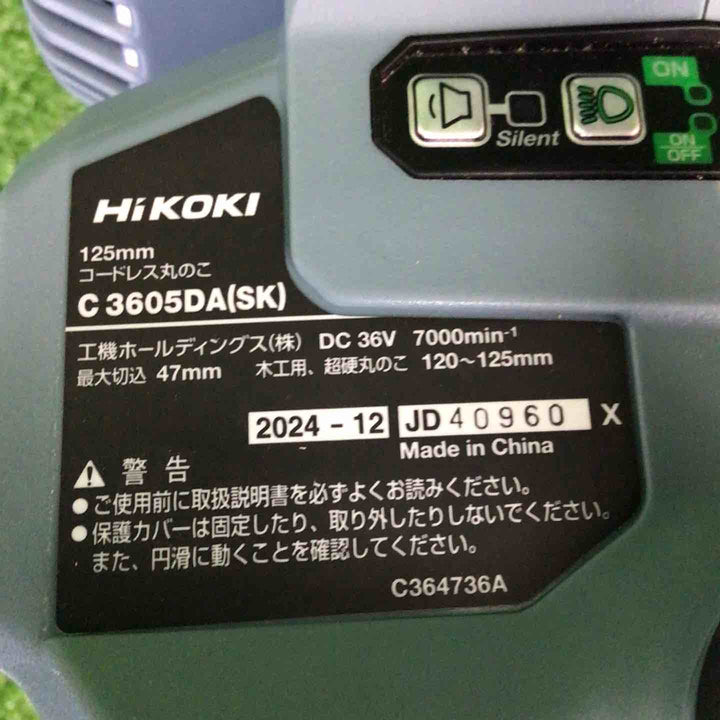 Silent
ON
ON/OFF
HiKOKI
125mm
コードレス丸のこ
C 3605DA(SK)
工機ホールディングス(株) DC 36V 7000min-1
最大切込 47mm 木工用、超硬丸のこ 120～125mm
2024 - 12 JD 40960 X
Made in China
警告
●ご使用前に取扱説明書を必ずよくお読みください。
●保護カバーは固定したり、取り外したりしないでください。
また、円滑に動くことを確認してください。
C364736A